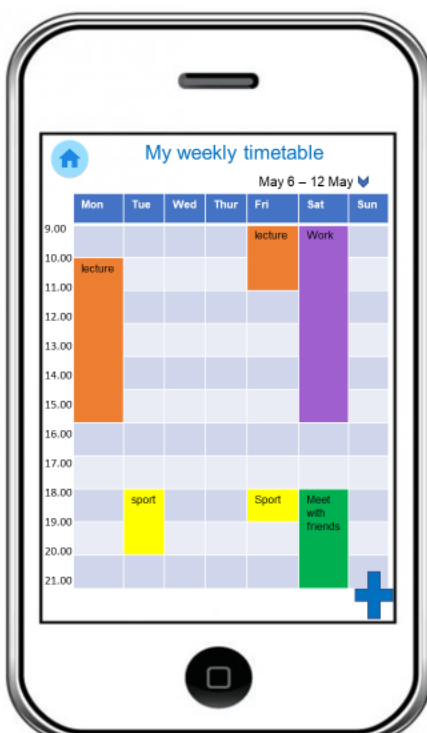 My weekly timetable
May 6 – 12 May
Mon Tue Wed Thur Fri Sat Sun
9.00 lecture Work
10.00 lecture
11.00
12.00
13.00
14.00
15.00
16.00
17.00
18.00 sport Sport Meet
with
friends
19.00
20.00
21.00